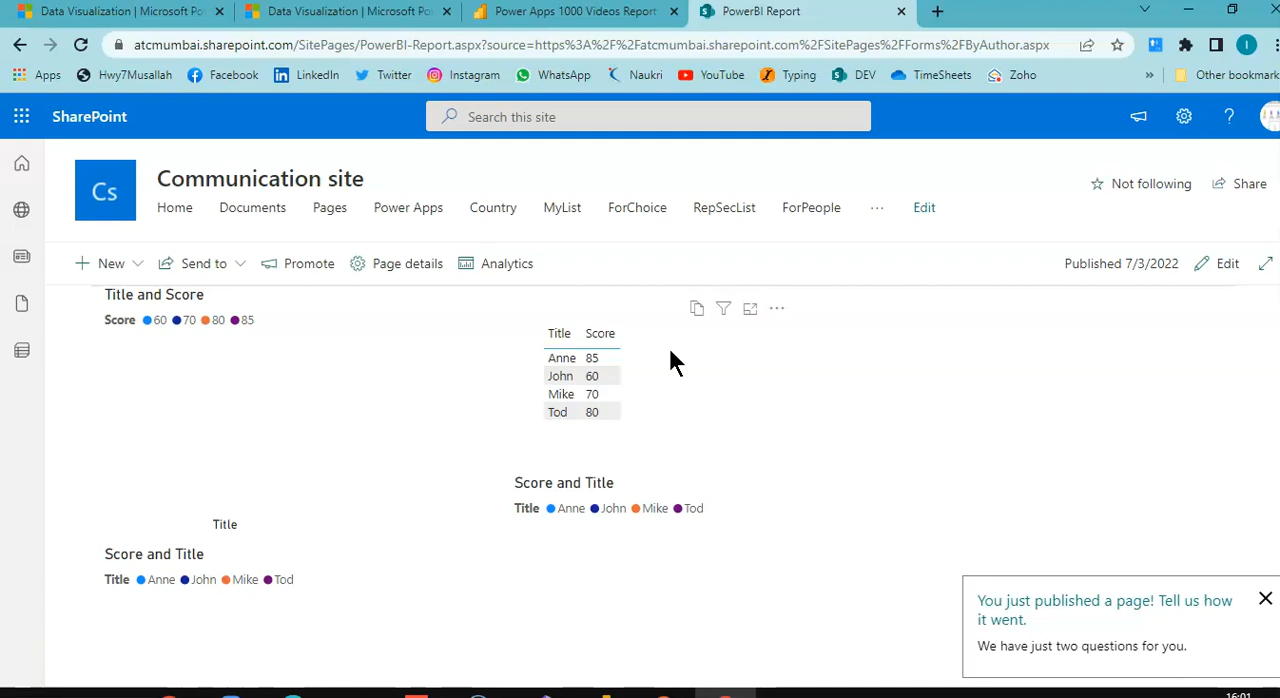 Data Visualization | Microsoft Po
Data Visualization | Microsoft Po
Power Apps 1000 Videos Report
PowerBI Report
atcmumbai.sharepoint.com/SitePages/PowerBI-Report.aspx?source=https%3A%2F%2Fatcmumbai.sharepoint.com%2FSitePages%2FForms%2FByAuthor.aspx
Apps Hwy7Musallah Facebook LinkedIn Twitter Instagram WhatsApp Naukri YouTube Typing DEV TimeSheets Zoho » Other bookmark
SharePoint
Search this site
Cs
Communication site
Not following Share
Home Documents Pages Power Apps Country MyList ForChoice RepSecList ForPeople ... Edit
New Send to Promote Page details Analytics
Published 7/3/2022 Edit
Title and Score
Score 60 70 80 85
Title Score
Anne 85
John 60
Mike 70
Tod 80
Score and Title
Title Anne John Mike Tod
Title
Score and Title
Title Anne John Mike Tod
You just published a page! Tell us how
it went.
We have just two questions for you.
16:01